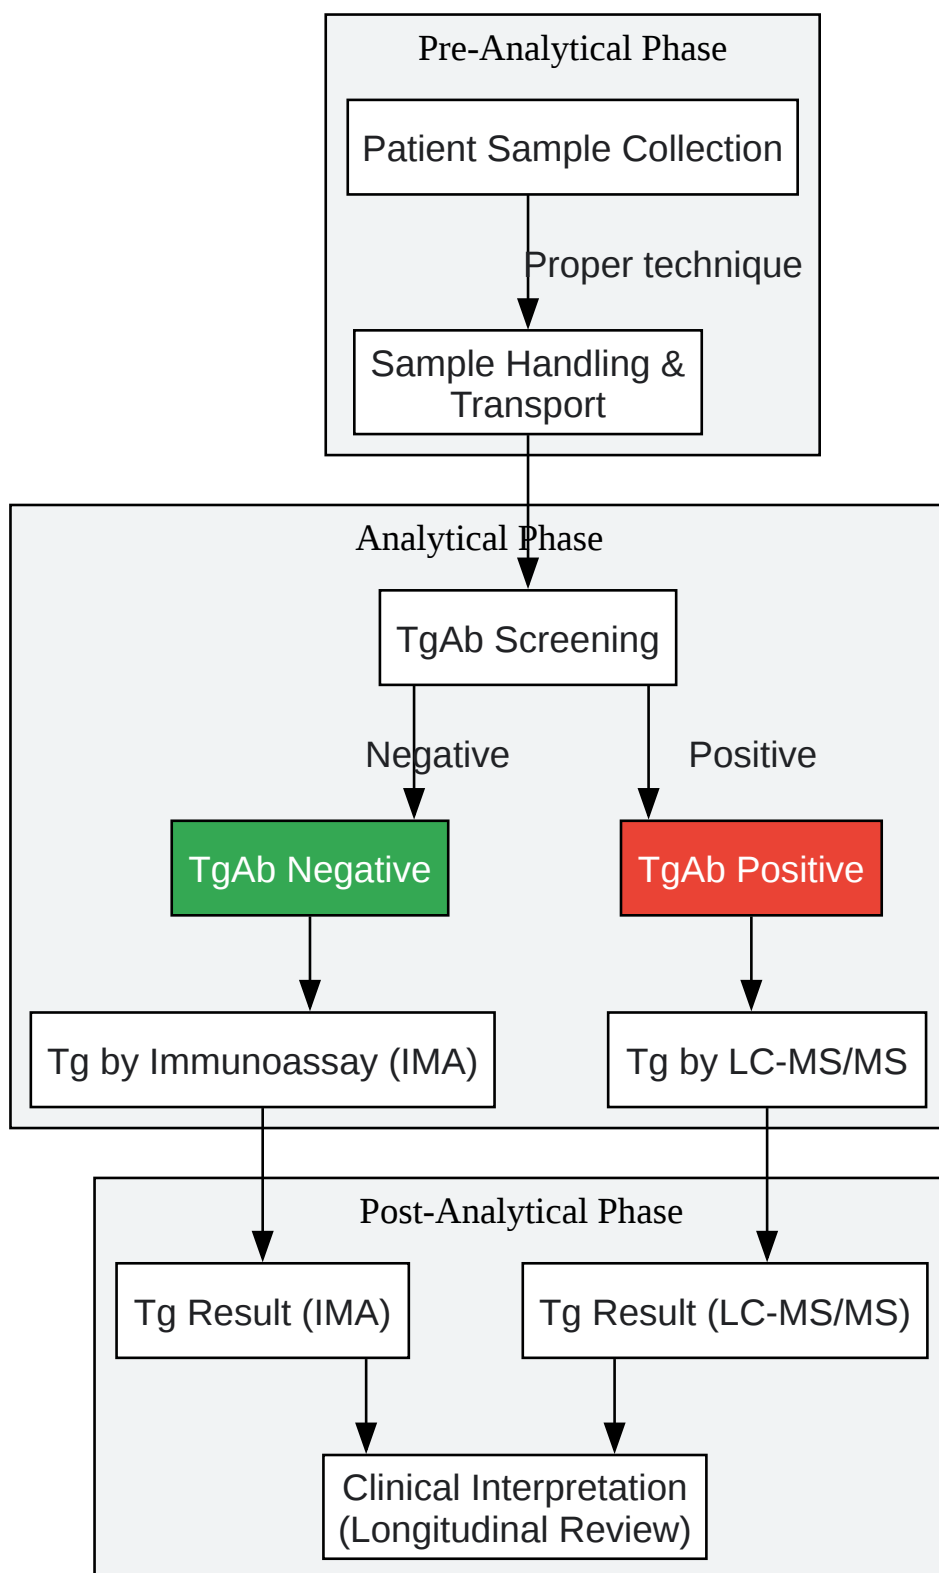 Pre-Analytical Phase
Patient Sample Collection
Proper technique
Sample Handling &
Transport
Analytical Phase
TgAb Screening
Negative
Positive
TgAb Negative
TgAb Positive
Tg by Immunoassay (IMA)
Tg by LC-MS/MS
Post-Analytical Phase
Tg Result (IMA)
Tg Result (LC-MS/MS)
Clinical Interpretation
(Longitudinal Review)